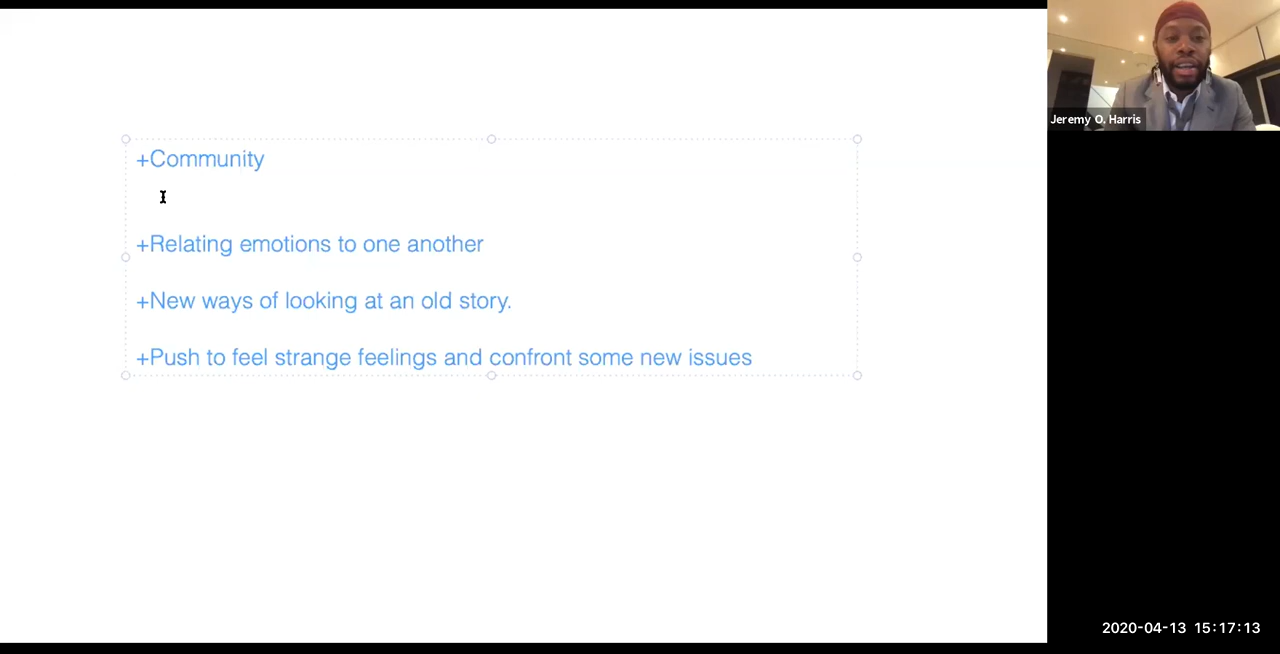 +Community
+Relating emotions to one another
+New ways of looking at an old story.
+Push to feel strange feelings and confront some new issues
Jeremy O. Harris
2020-04-13 15:17:13